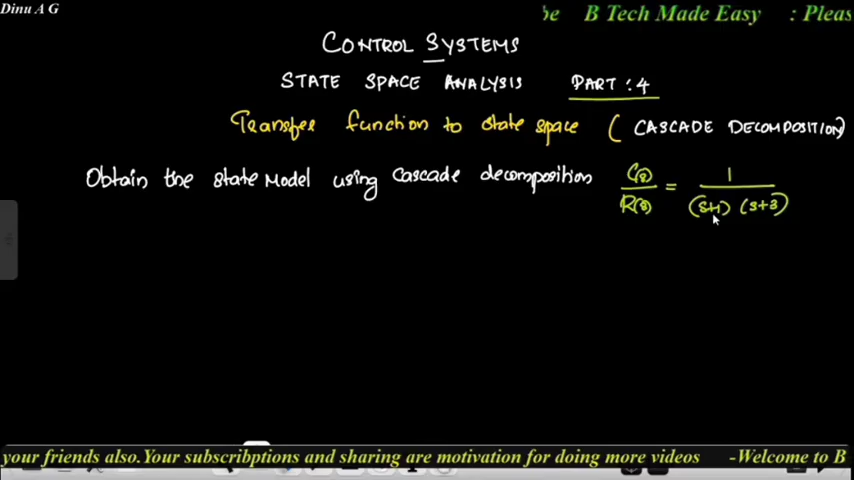 Dinu A G
be B Tech Made Easy : Pleas
CONTROL SYSTEMS
STATE SPACE ANALYSIS PART : 4
Transfer function to state space ( CASCADE DECOMPOSITION)
Obtain the state Model using Cascade decomposition C(s)/R(s) = 1/(s+1)(s+3)
your friends also.Your subscribptions and sharing are motivation for doing more videos -Welcome to B